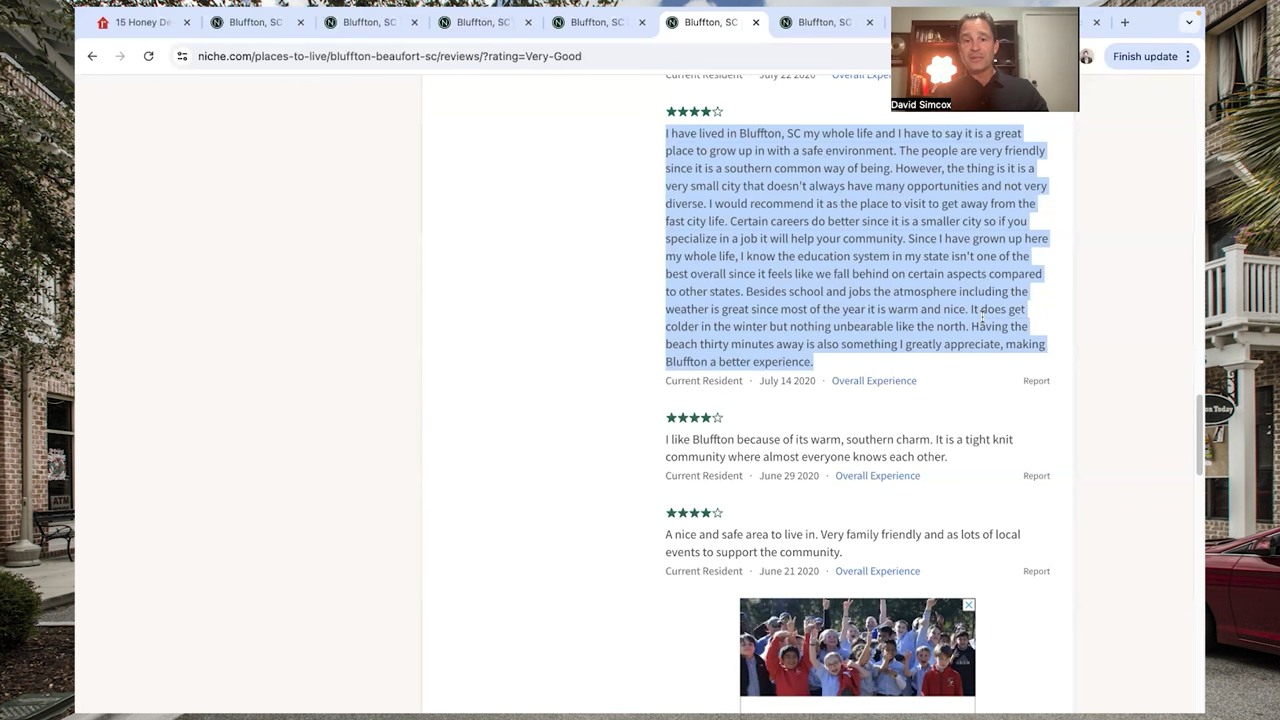 15 Honey De
Bluffton, SC
Bluffton, SC
Bluffton, SC
Bluffton, SC
Bluffton, SC
Bluffton, SC
niche.com/places-to-live/bluffton-beaufort-sc/reviews/?rating=Very-Good
Finish update
David Simcox
Current Resident · July 22 2020 · Overall Expe
I have lived in Bluffton, SC my whole life and I have to say it is a great
place to grow up in with a safe environment. The people are very friendly
since it is a southern common way of being. However, the thing is it is a
very small city that doesn't always have many opportunities and not very
diverse. I would recommend it as the place to visit to get away from the
fast city life. Certain careers do better since it is a smaller city so if you
specialize in a job it will help your community. Since I have grown up here
my whole life, I know the education system in my state isn't one of the
best overall since it feels like we fall behind on certain aspects compared
to other states. Besides school and jobs the atmosphere including the
weather is great since most of the year it is warm and nice. It does get
colder in the winter but nothing unbearable like the north. Having the
beach thirty minutes away is also something I greatly appreciate, making
Bluffton a better experience.
Current Resident · July 14 2020 · Overall Experience Report
I like Bluffton because of its warm, southern charm. It is a tight knit
community where almost everyone knows each other.
Current Resident · June 29 2020 · Overall Experience Report
A nice and safe area to live in. Very family friendly and as lots of local
events to support the community.
Current Resident · June 21 2020 · Overall Experience Report
on Today
ATM